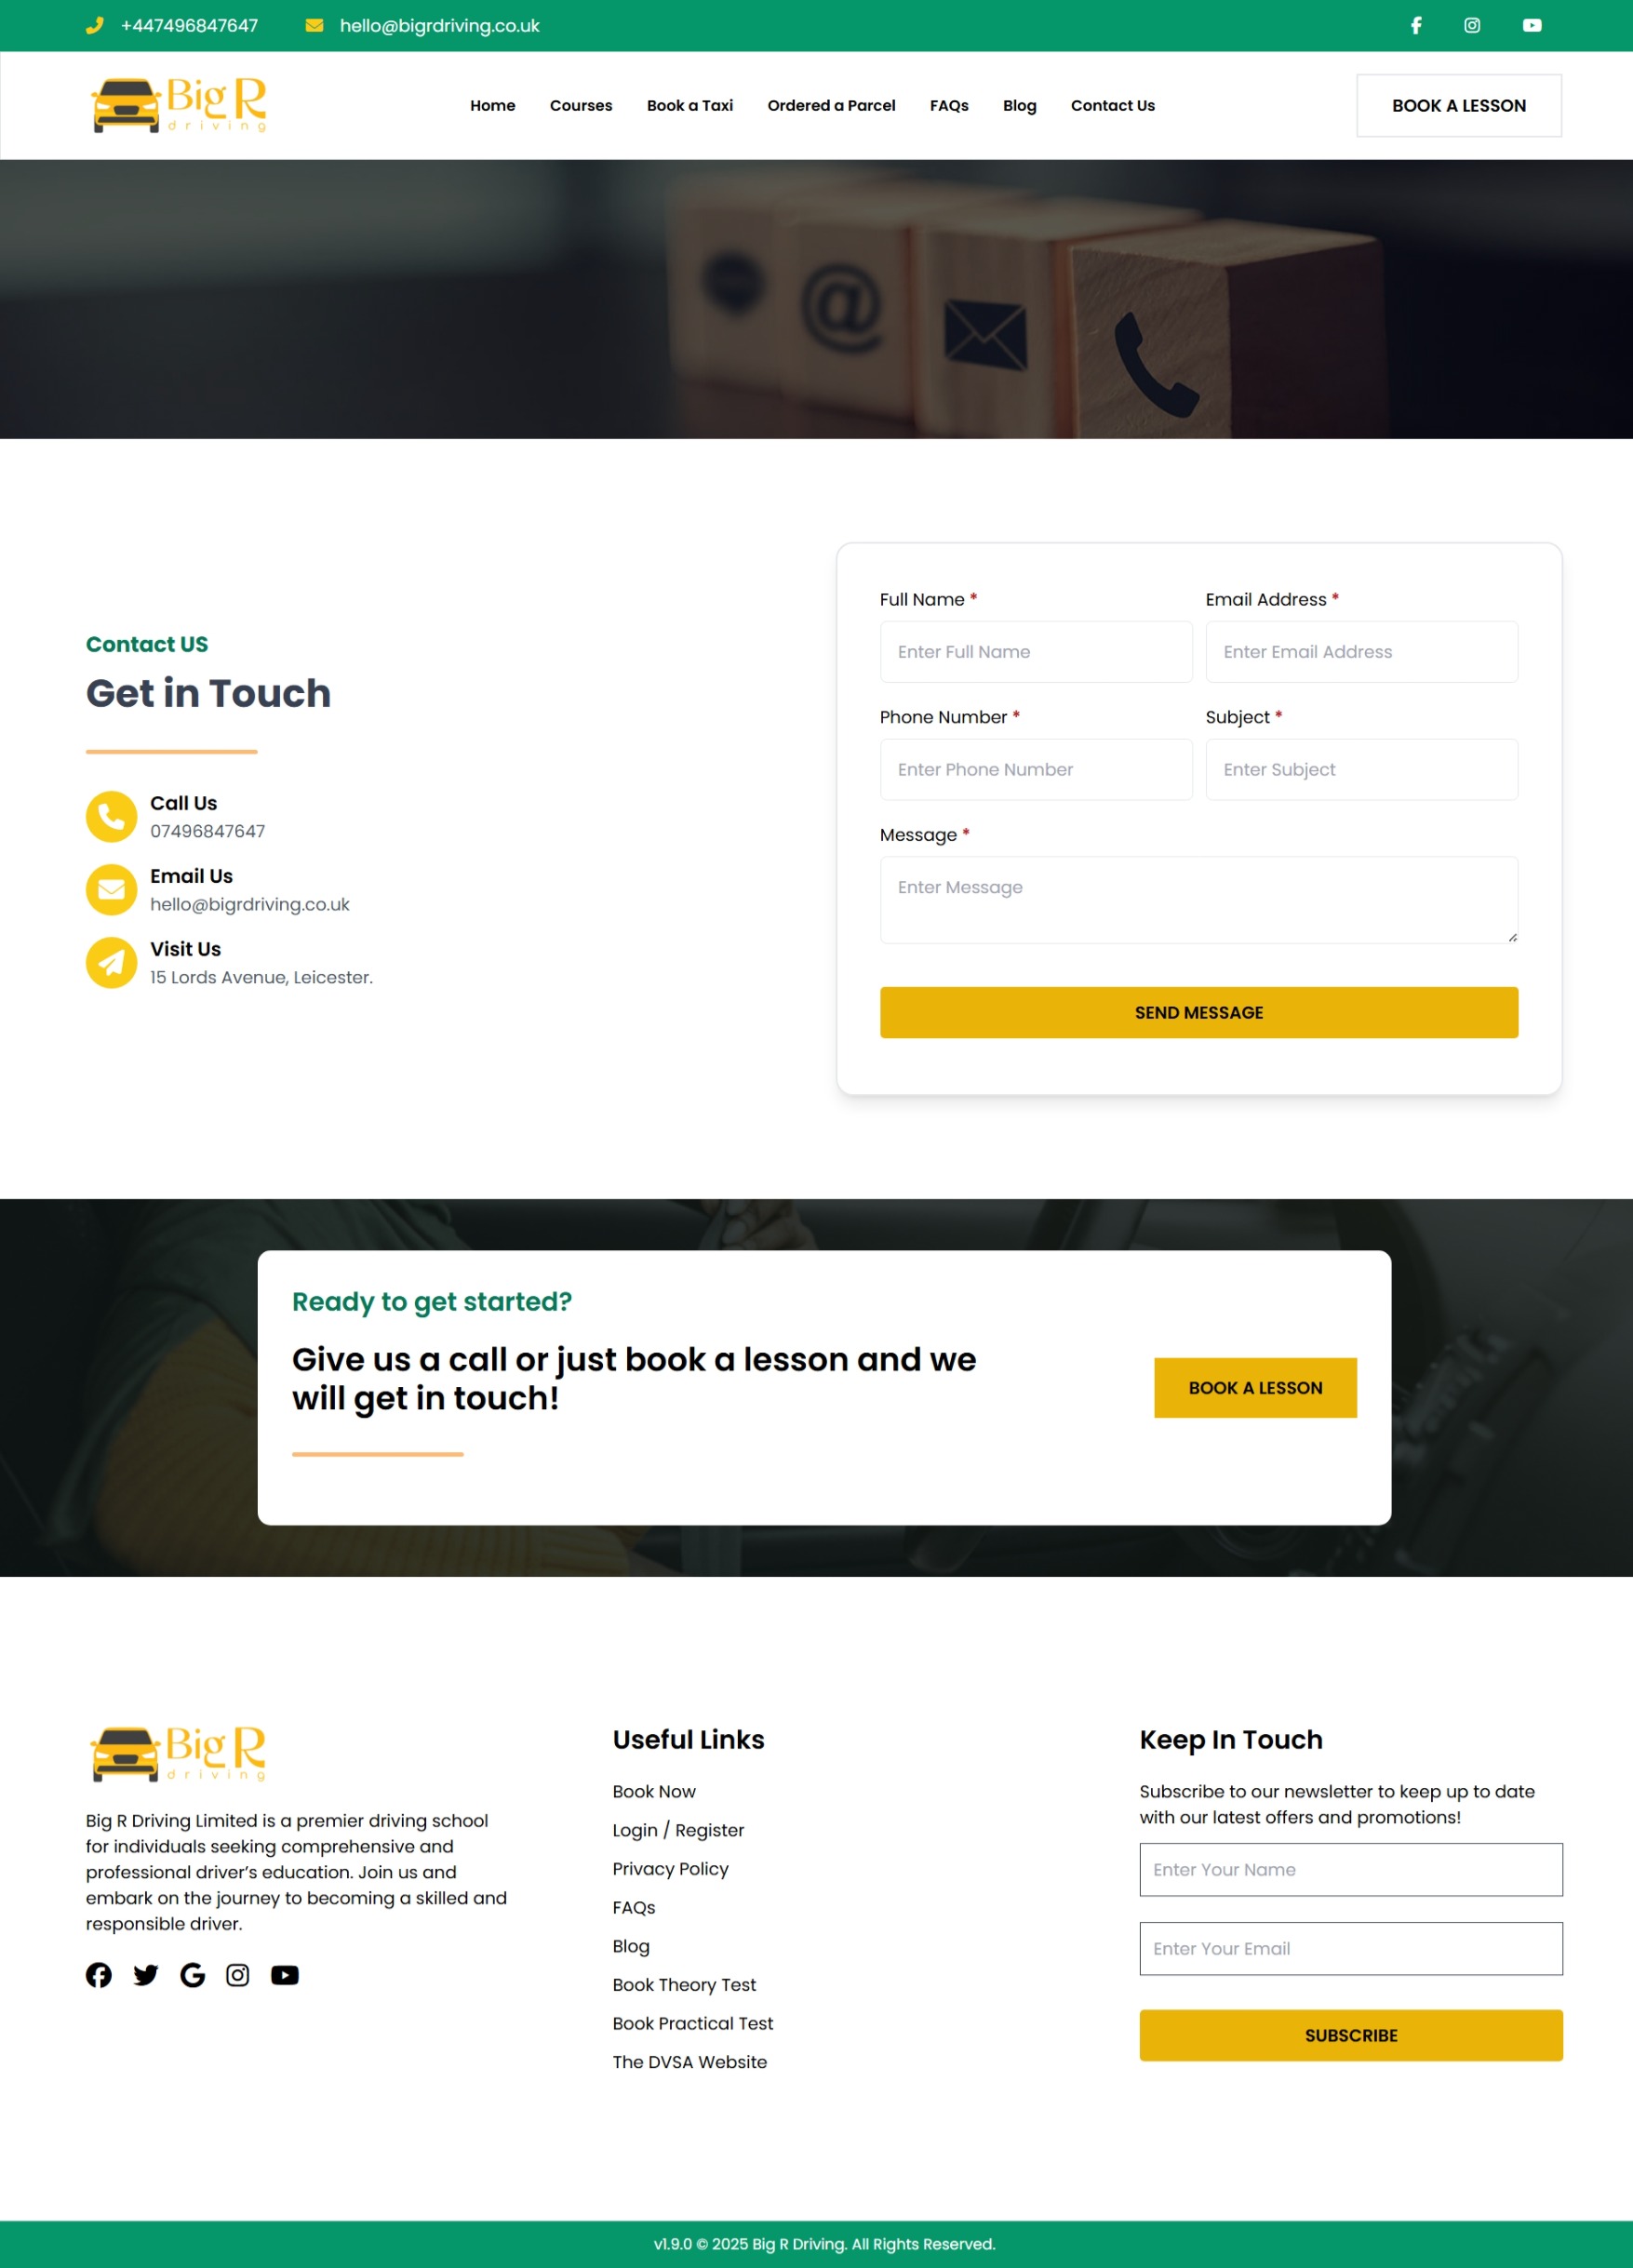 +447496847647
hello@bigrdriving.co.uk
Big R
driving
Home
Courses
Book a Taxi
Ordered a Parcel
FAQs
Blog
Contact Us
BOOK A LESSON
@
Contact US
Get in Touch
Call Us
07496847647
Email Us
hello@bigrdriving.co.uk
Visit Us
15 Lords Avenue, Leicester.
Full Name *
Email Address *
Enter Full Name
Enter Email Address
Phone Number *
Subject *
Enter Phone Number
Enter Subject
Message *
Enter Message
SEND MESSAGE
Ready to get started?
Give us a call or just book a lesson and we
will get in touch!
BOOK A LESSON
Big R
driving
Big R Driving Limited is a premier driving school
for individuals seeking comprehensive and
professional driver’s education. Join us and
embark on the journey to becoming a skilled and
responsible driver.
Useful Links
Book Now
Login / Register
Privacy Policy
FAQs
Blog
Book Theory Test
Book Practical Test
The DVSA Website
Keep In Touch
Subscribe to our newsletter to keep up to date
with our latest offers and promotions!
Enter Your Name
Enter Your Email
SUBSCRIBE
v1.9.0 © 2025 Big R Driving. All Rights Reserved.